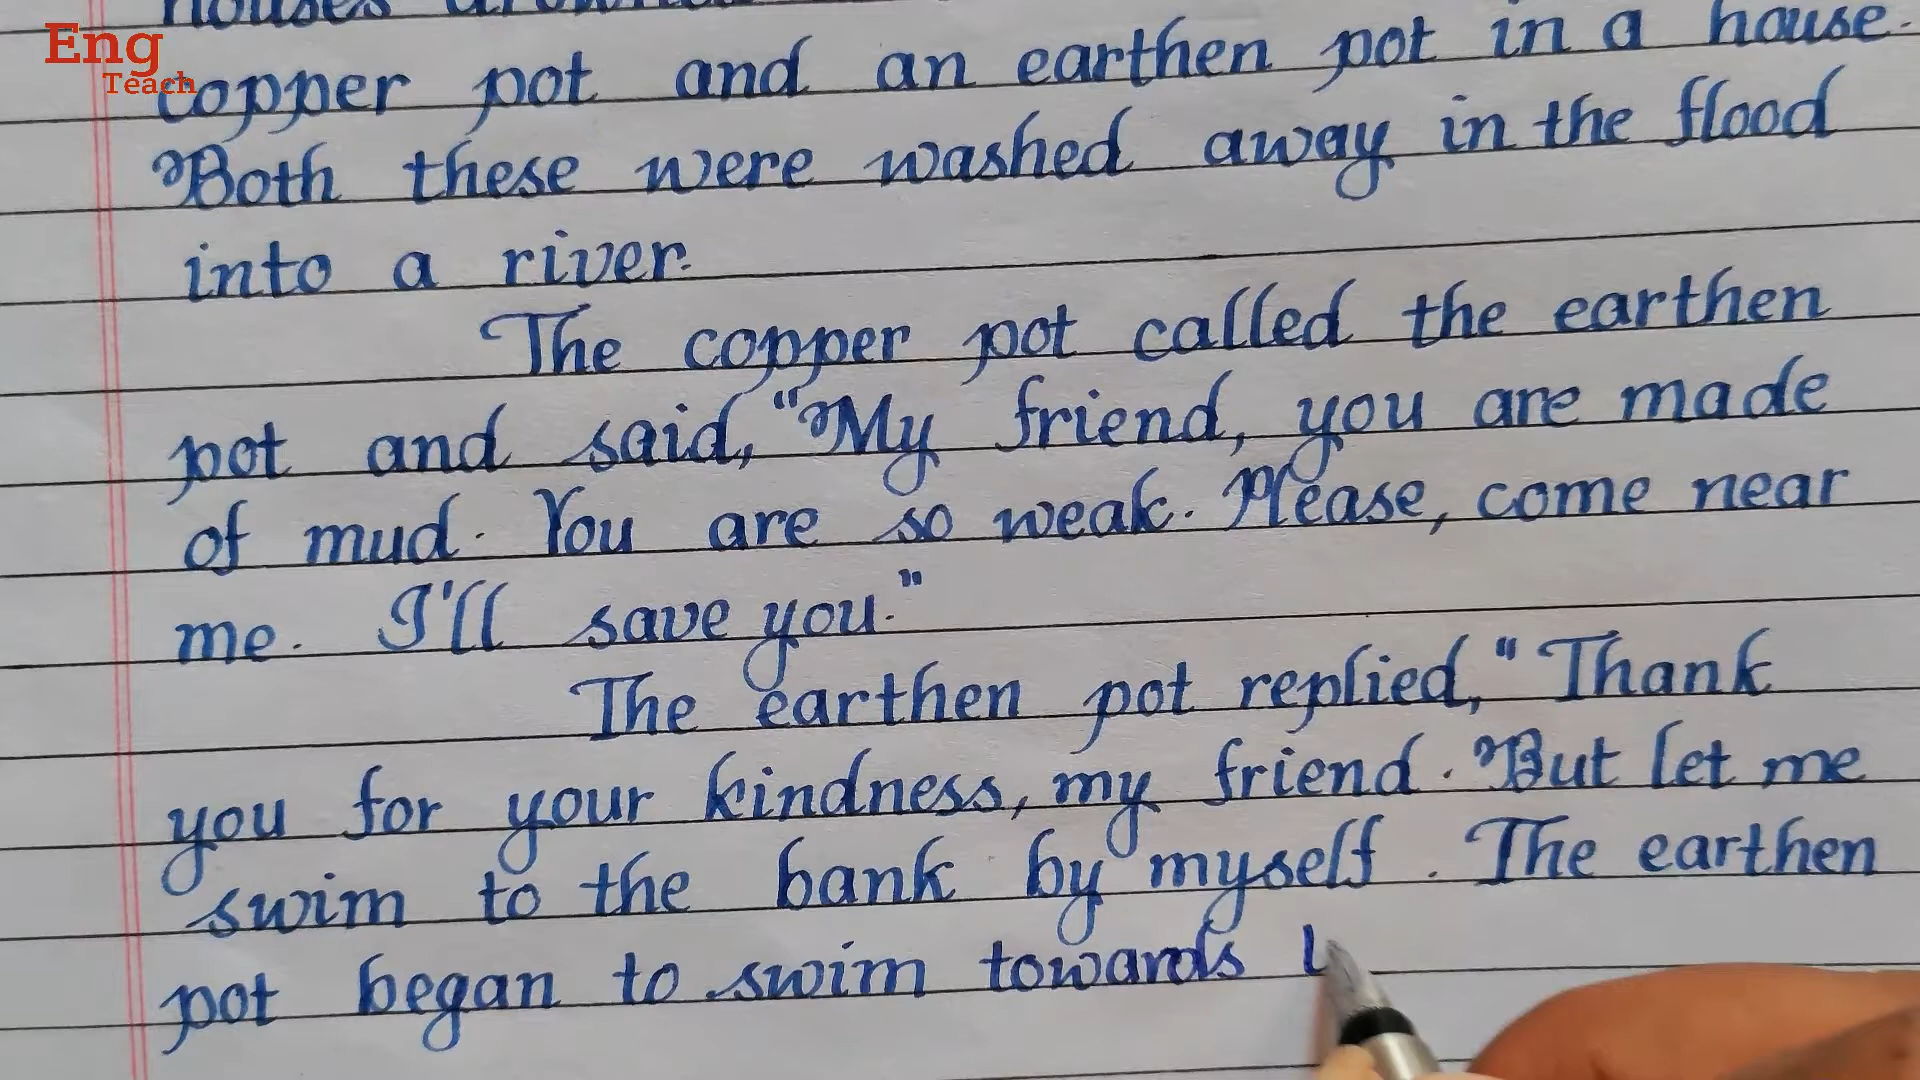 Eng
Teach
houses
copper pot and an earthen pot in a house.
Both these were washed away in the flood
into a river.
The copper pot called the earthen
pot and said, "My friend, you are made
of mud. You are so weak. Please, come near
me. I'll save you."
The earthen pot replied, "Thank
you for your kindness, my friend. But let me
swim to the bank by myself. The earthen
pot began to swim towards